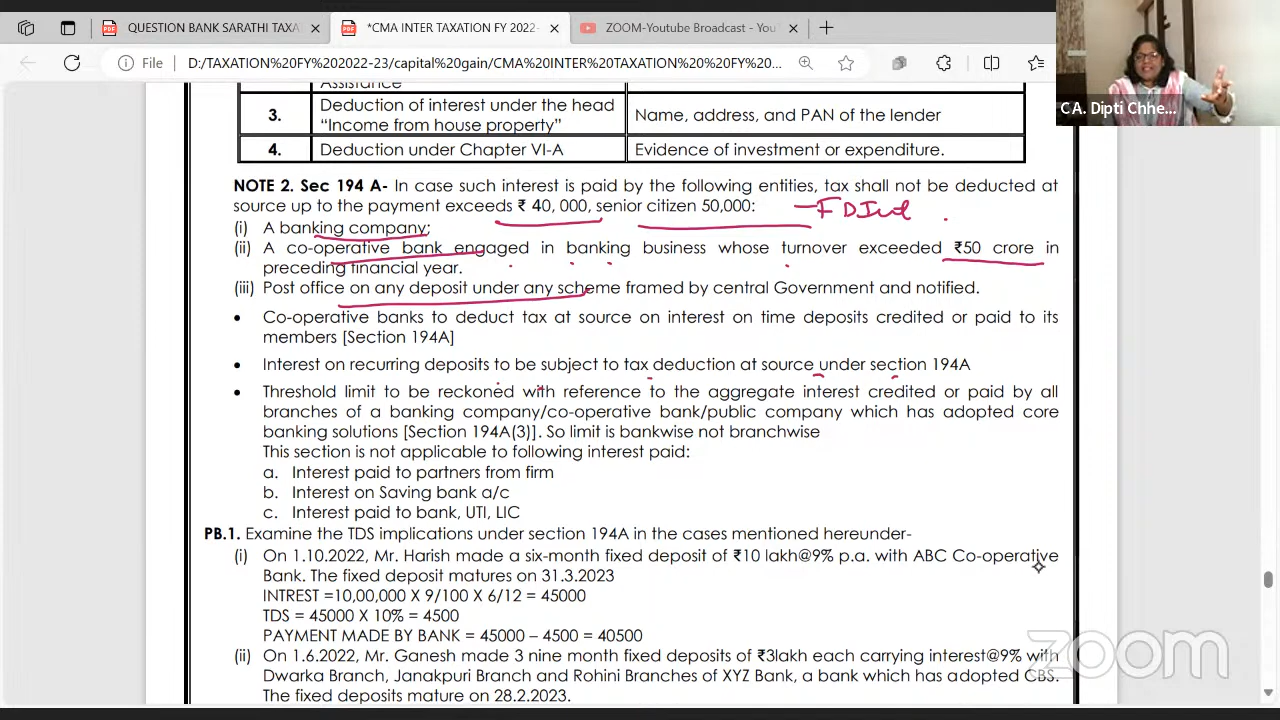 QUESTION BANK SARATHI TAXA
*CMA INTER TAXATION FY 2022-
ZOOM-Youtube Broadcast - You
File
D:/TAXATION%20FY%202022-23/capital%20gain/CMA%20INTER%20TAXATION%20%20FY%20...
CA. Dipti Chhe...
Assistance
3. Deduction of interest under the head “Income from house property” Name, address, and PAN of the lender
4. Deduction under Chapter VI-A Evidence of investment or expenditure.
NOTE 2. Sec 194 A- In case such interest is paid by the following entities, tax shall not be deducted at
source up to the payment exceeds ₹ 40, 000, senior citizen 50,000:
(i) A banking company;
(ii) A co-operative bank engaged in banking business whose turnover exceeded ₹50 crore in
preceding financial year.
(iii) Post office on any deposit under any scheme framed by central Government and notified.
• Co-operative banks to deduct tax at source on interest on time deposits credited or paid to its
members [Section 194A]
• Interest on recurring deposits to be subject to tax deduction at source under section 194A
• Threshold limit to be reckoned with reference to the aggregate interest credited or paid by all
branches of a banking company/co-operative bank/public company which has adopted core
banking solutions [Section 194A(3)]. So limit is bankwise not branchwise
This section is not applicable to following interest paid:
a. Interest paid to partners from firm
b. Interest on Saving bank a/c
c. Interest paid to bank, UTI, LIC
PB.1. Examine the TDS implications under section 194A in the cases mentioned hereunder-
(i) On 1.10.2022, Mr. Harish made a six-month fixed deposit of ₹10 lakh@9% p.a. with ABC Co-operative
Bank. The fixed deposit matures on 31.3.2023
INTREST =10,00,000 X 9/100 X 6/12 = 45000
TDS = 45000 X 10% = 4500
PAYMENT MADE BY BANK = 45000 – 4500 = 40500
(ii) On 1.6.2022, Mr. Ganesh made 3 nine month fixed deposits of ₹3lakh each carrying interest@9% with
Dwarka Branch, Janakpuri Branch and Rohini Branches of XYZ Bank, a bank which has adopted CBS.
The fixed deposits mature on 28.2.2023.
zoom